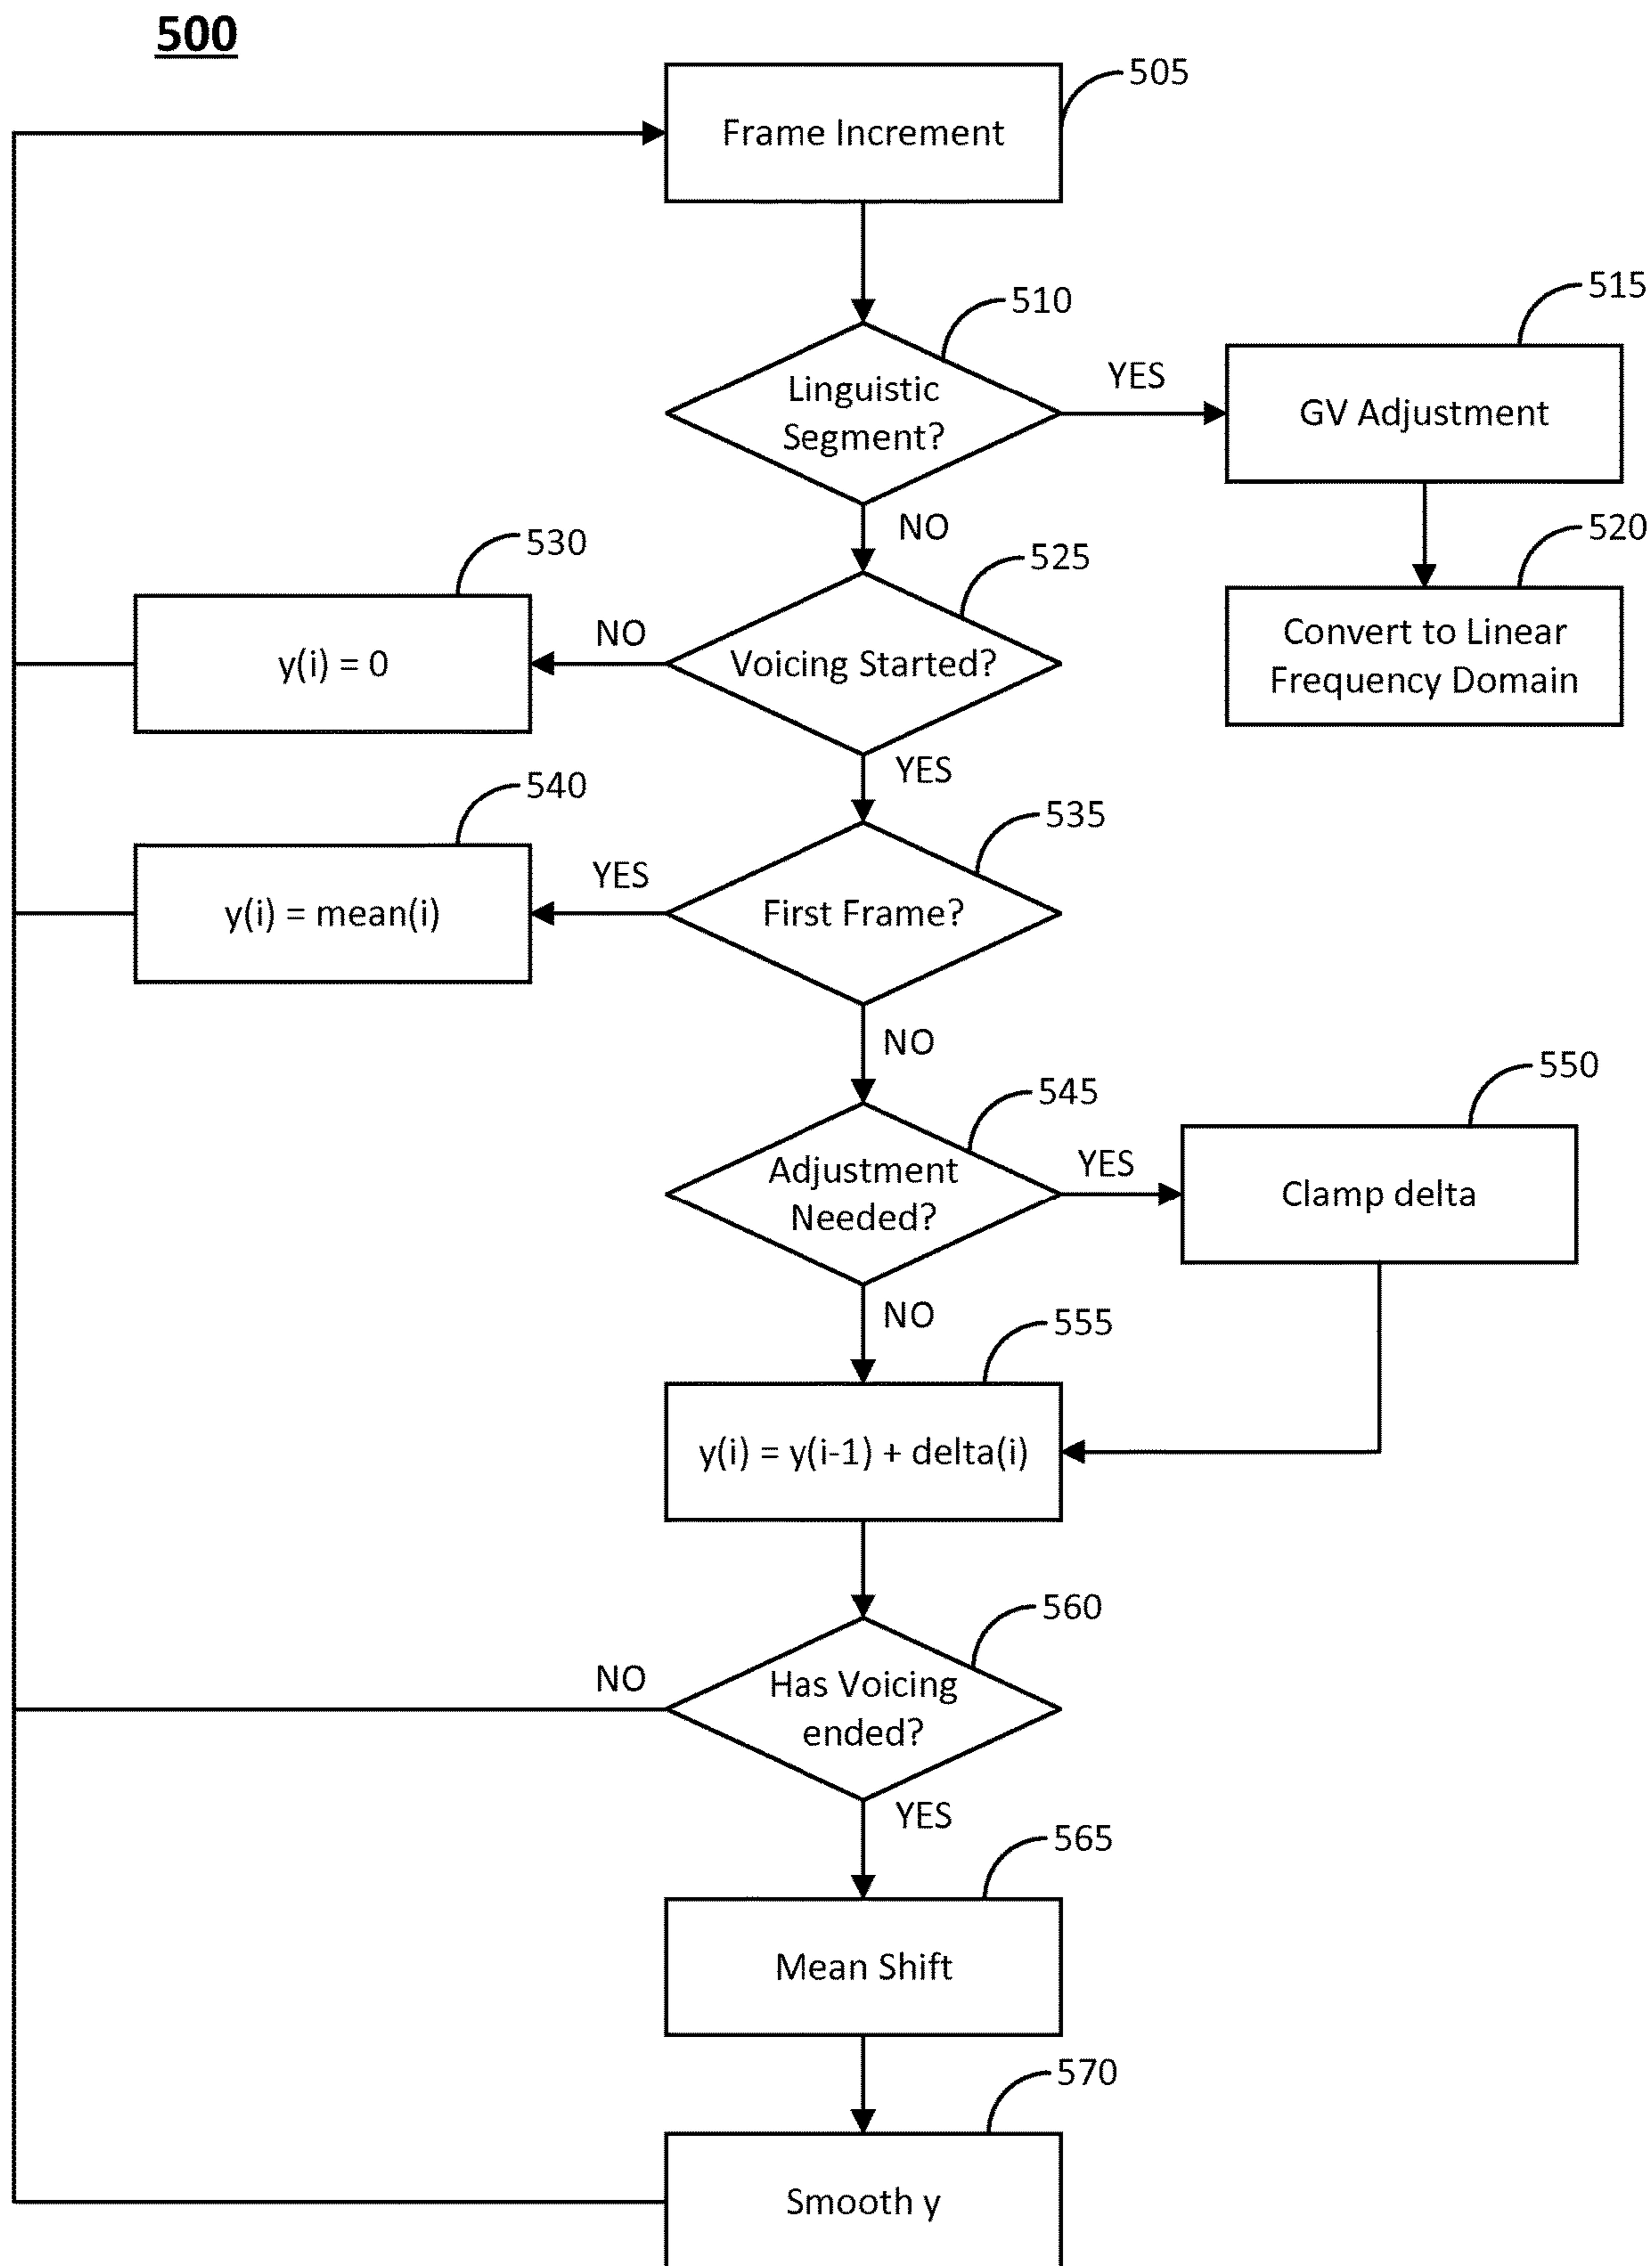 500
505
Frame Increment
510
Linguistic
Segment?
YES
515
GV Adjustment
NO
520
Convert to Linear
Frequency Domain
525
Voicing Started?
NO
530
y(i) = 0
YES
535
First Frame?
YES
540
y(i) = mean(i)
NO
545
Adjustment
Needed?
YES
550
Clamp delta
NO
555
y(i) = y(i-1) + delta(i)
560
Has Voicing
ended?
NO
YES
565
Mean Shift
570
Smooth y